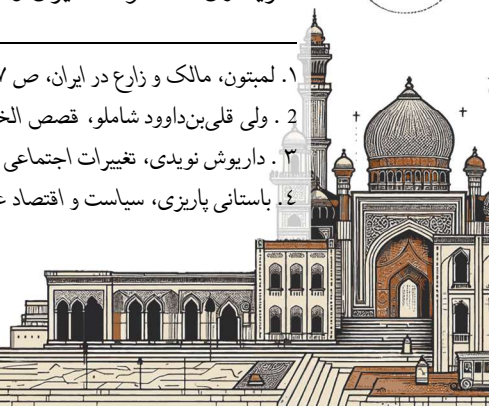 ۱. لمبتون، مالک و زارع در ایران، ص ۷
2 . ولی قلی‌بن‌داوود شاملو، قصص
۳ . داریوش نویدی، تغییرات اجتماعی
٤. باستانی پاریزی، سیاست و اقتصاد